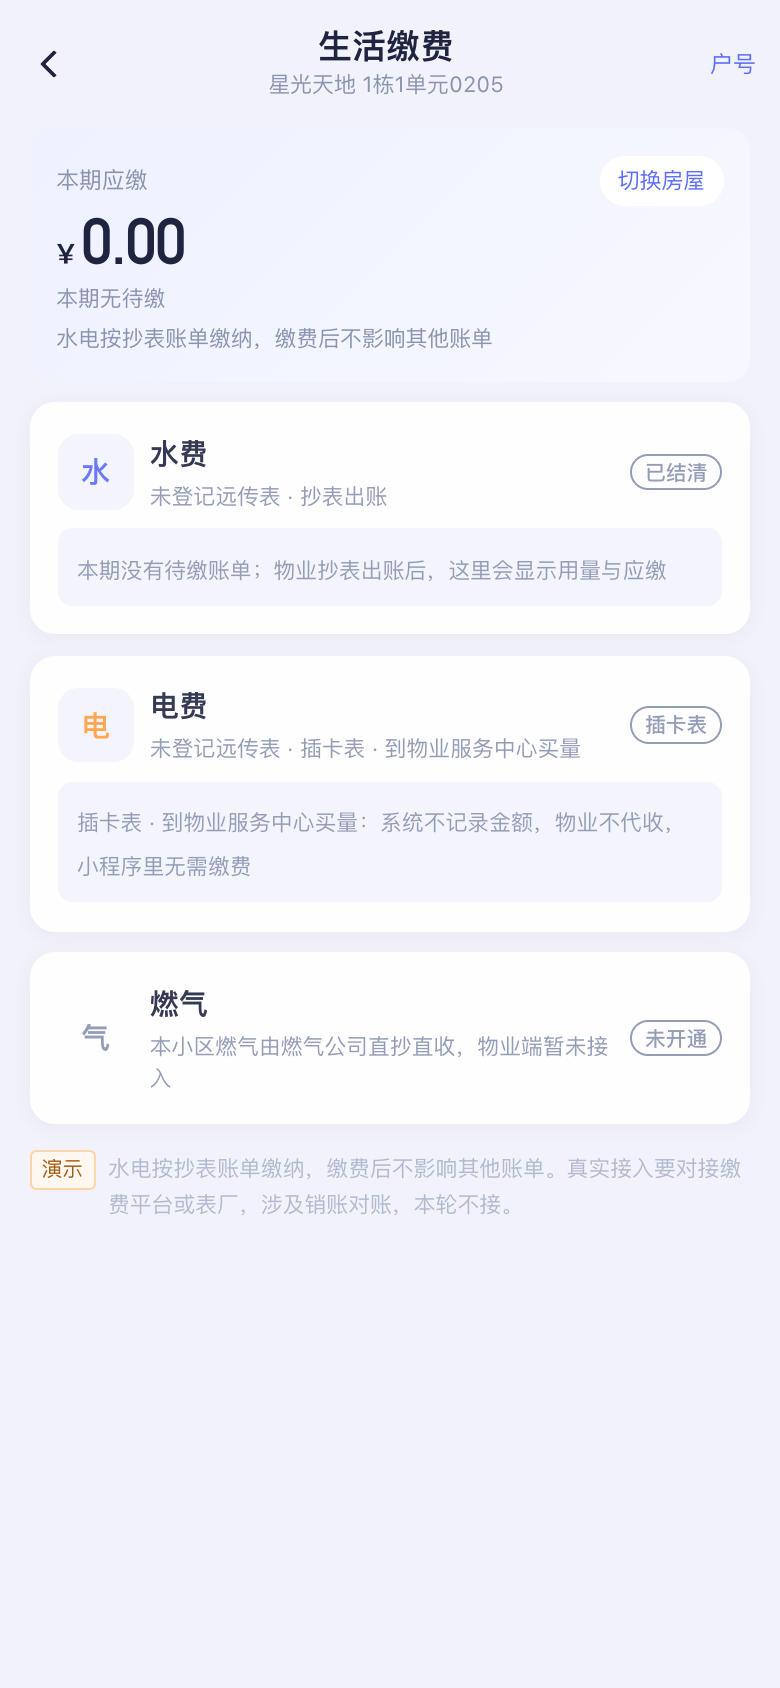 生活缴费
星光天地 1栋1单元0205
户号
本期应缴
切换房屋
¥0.00
本期无待缴
水电按抄表账单缴纳，缴费后不影响其他账单
水
水费
未登记远传表 · 抄表出账
已结清
本期没有待缴账单；物业抄表出账后，这里会显示用量与应缴
电
电费
未登记远传表 · 插卡表 · 到物业服务中心买量
插卡表
插卡表 · 到物业服务中心买量：系统不记录金额，物业不代收，
小程序里无需缴费
气
燃气
本小区燃气由燃气公司直抄直收，物业端暂未接
入
未开通
演示
水电按抄表账单缴纳，缴费后不影响其他账单。真实接入要对接缴
费平台或表厂，涉及销账对账，本轮不接。